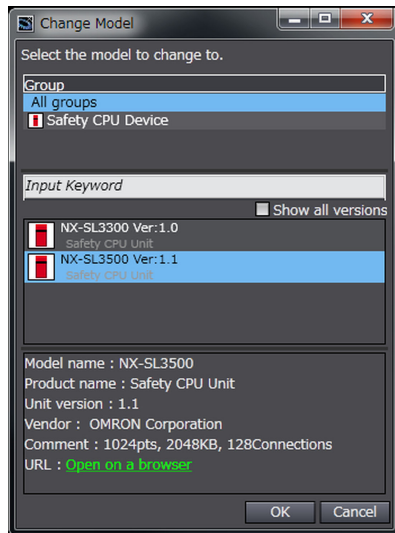 Change Model
Select the model to change to.
Group
All groups
Safety CPU Device
Input Keyword
Show all versions
NX-SL3300 Ver:1.0
Safety CPU Unit
NX-SL3500 Ver:1.1
Safety CPU Unit
Model name : NX-SL3500
Product name : Safety CPU Unit
Unit version : 1.1
Vendor : OMRON Corporation
Comment : 1024pts, 2048KB, 128Connections
URL : Open on a browser
OK Cancel